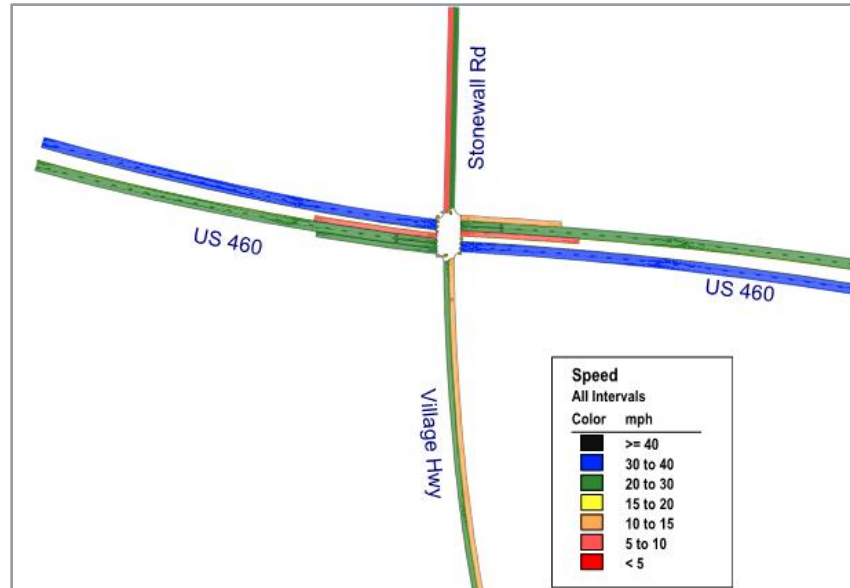 Stonewall Rd
US 460
US 460
Village Hwy
Speed
All Intervals
Color mph
>= 40
30 to 40
20 to 30
15 to 20
10 to 15
5 to 10
< 5